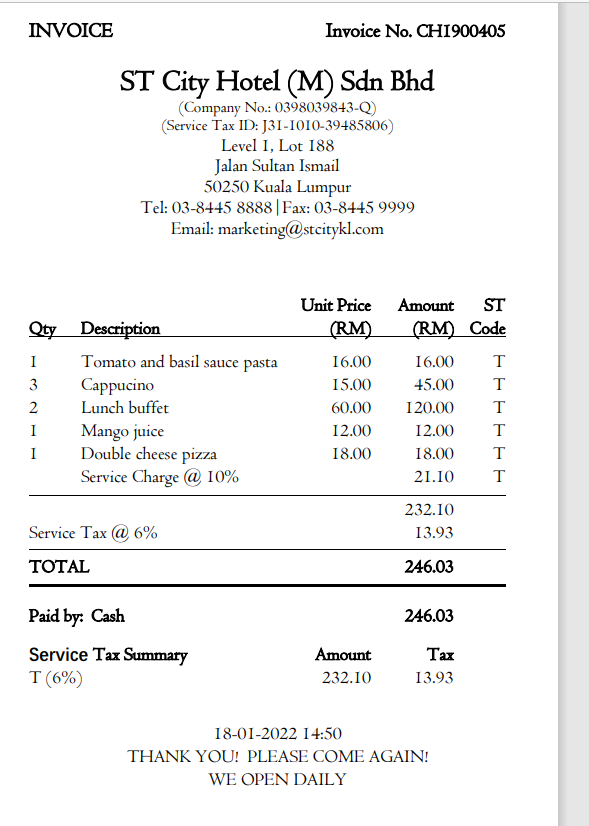 INVOICE Invoice No. CH1900405
ST City Hotel (M) Sdn Bhd
(Company No.: 0398039843-Q)
(Service Tax ID: J31-1010-39485806)
Level 1, Lot 188
Jalan Sultan Ismail
50250 Kuala Lumpur
Tel: 03-8445 8888|Fax: 03-8445 9999
Email: marketing@stcitykl.com
Unit Price Amount ST
Qty Description (RM) (RM) Code
1 Tomato and basil sauce pasta 16.00 16.00 T
3 Cappucino 15.00 45.00 T
2 Lunch buffet 60.00 120.00 T
1 Mango juice 12.00 12.00 T
1 Double cheese pizza 18.00 18.00 T
Service Charge @ 10% 21.10 T
232.10
Service Tax @ 6% 13.93
TOTAL 246.03
Paid by: Cash 246.03
Service Tax Summary Amount Tax
T (6%) 232.10 13.93
18-01-2022 14:50
THANK YOU! PLEASE COME AGAIN!
WE OPEN DAILY